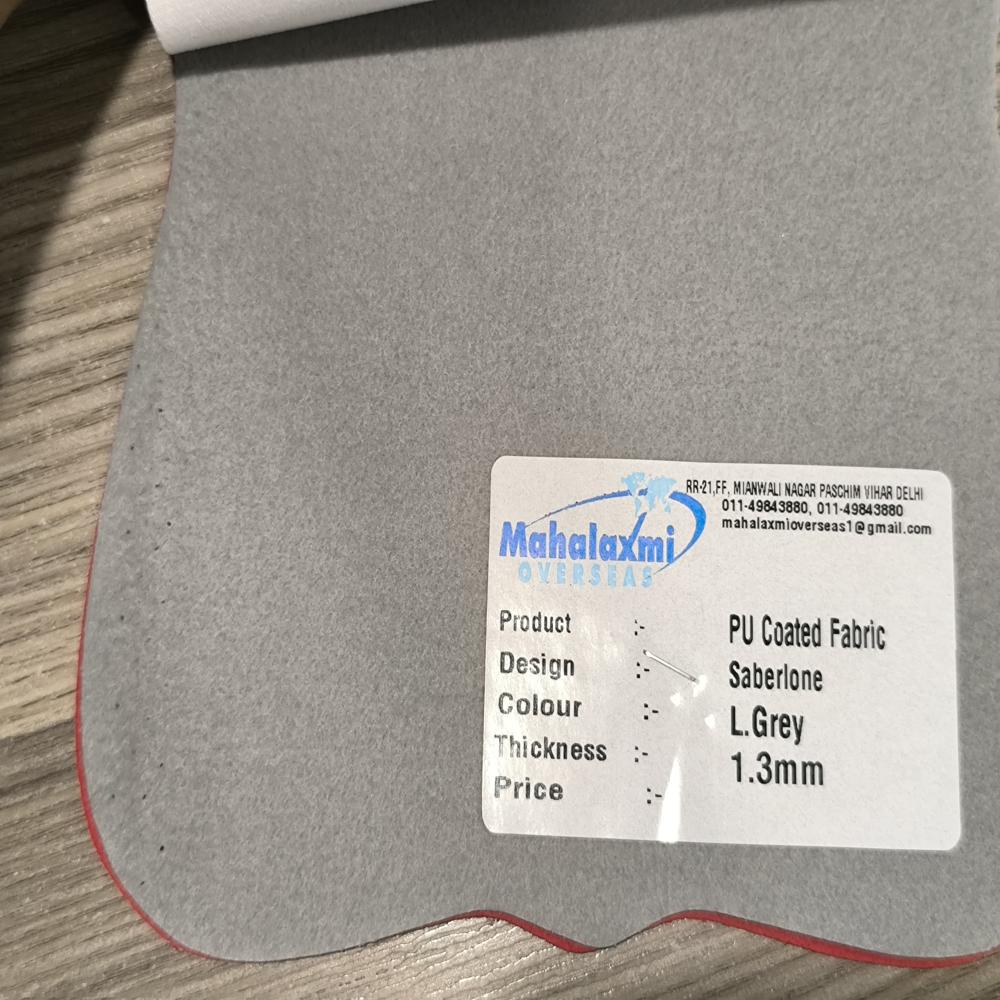 RR-21,FF, MIANWALI NAGAR PASCHIM VIHAR DELHI
011-49843880, 011-49843880
mahalaxmioverseas1@gmail.com
Mahalaxmi
OVERSEAS
Product :- PU Coated Fabric
Design :- Saberlone
Colour :- L.Grey
Thickness :- 1.3mm
Price :-